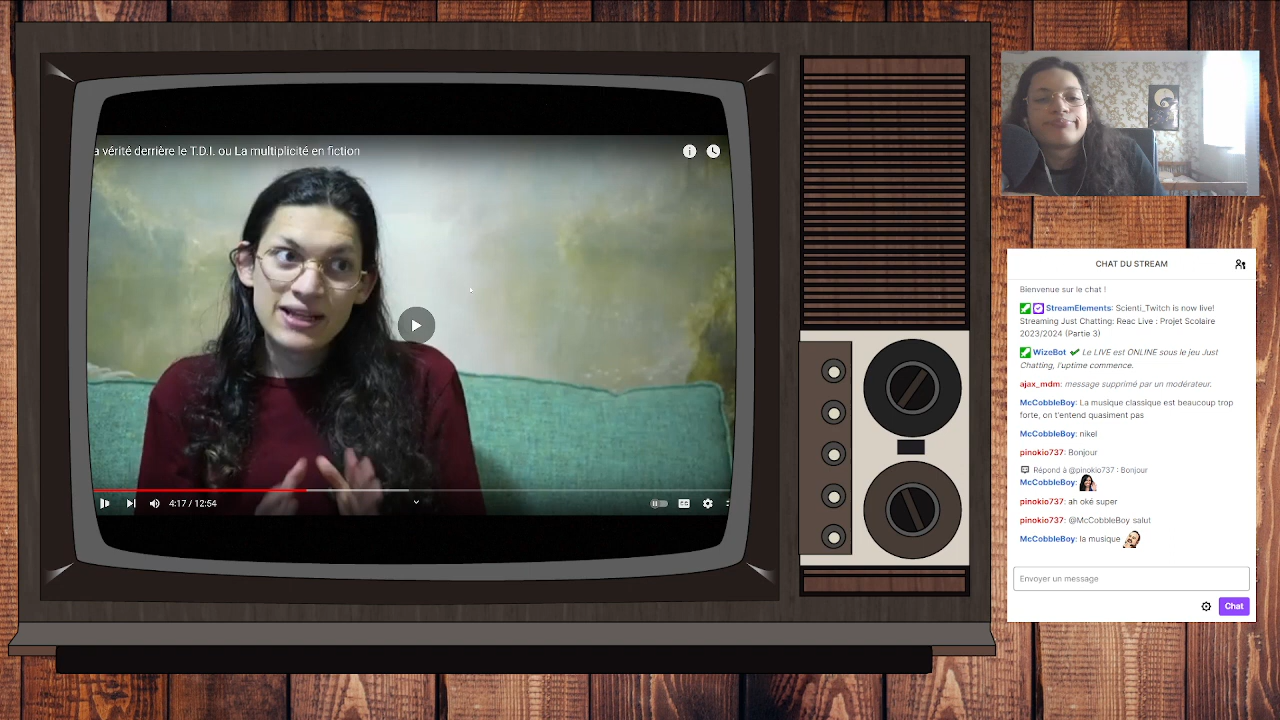 a vérité derrière le T.D.I. ou La multiplicité en fiction
4:17 / 12:54
CHAT DU STREAM
Bienvenue sur le chat !
StreamElements: Scienti_Twitch is now live!
Streaming Just Chatting: Reac Live : Projet Scolaire
2023/2024 (Partie 3)
WizeBot Le LIVE est ONLINE sous le jeu Just
Chatting, l'uptime commence.
ajax_mdm: message supprimé par un modérateur.
McCobbleBoy: La musique classique est beaucoup trop
forte, on t'entend quasiment pas
McCobbleBoy: nikel
pinokio737: Bonjour
Répond à @pinokio737 : Bonjour
McCobbleBoy:
pinokio737: ah oké super
pinokio737: @McCobbleBoy salut
McCobbleBoy: la musique
Envoyer un message
Chat